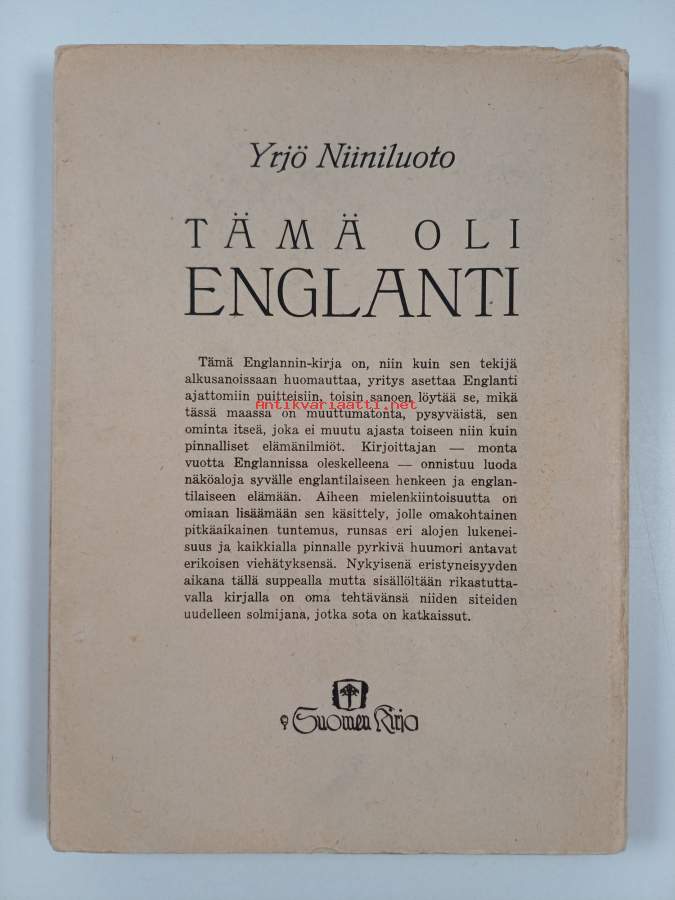 Yrjö Niiniluoto
TÄMÄ OLI
ENGLANTI
Tämä Englannin-kirja on, niin kuin sen tekijä
alkusanoissaan huomauttaa, yritys asettaa Englanti
ajattomiin puitteisiin, toisin sanoen löytää se, mikä
Antikvariaatti.net
tässä maassa on muuttumatonta, pysyväistä, sen
ominta itseä, joka ei muutu ajasta toiseen niin kuin
pinnalliset elämänilmiöt. Kirjoittajan — monta
vuotta Englannissa oleskelleena — onnistuu luoda
näköaloja syvälle englantilaiseen henkeen ja englan-
tilaiseen elämään. Aiheen mielenkiintoisuutta on
omiaan lisäämään sen käsittely, jolle omakohtainen
pitkäaikainen tuntemus, runsas eri alojen lukenei-
suus ja kaikkialla pinnalle pyrkivä huumori antavat
erikoisen viehätyksensä. Nykyisenä eristyneisyyden
aikana tällä suppealla mutta sisällöltään rikastutta-
valla kirjalla on oma tehtävänsä niiden siteiden
uudelleen solmijana, jotka sota on katkaissut.
Suomen Kirja